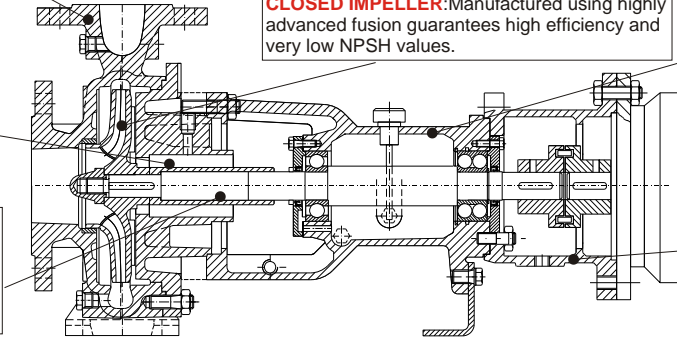 CLOSED IMPELLER:Manufactured using highly
advanced fusion guarantees high efficiency and
very low NPSH values.